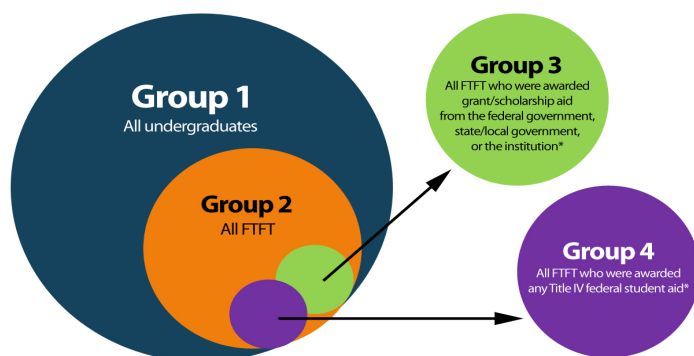 Group 1
All undergraduates
Group 2
All FTFT
Group 3
All FTFT who were awarded
grant/scholarship aid
from the federal government,
state/local government,
or the institution*
Group 4
All FTFT who were awarded
any Title IV federal student aid*